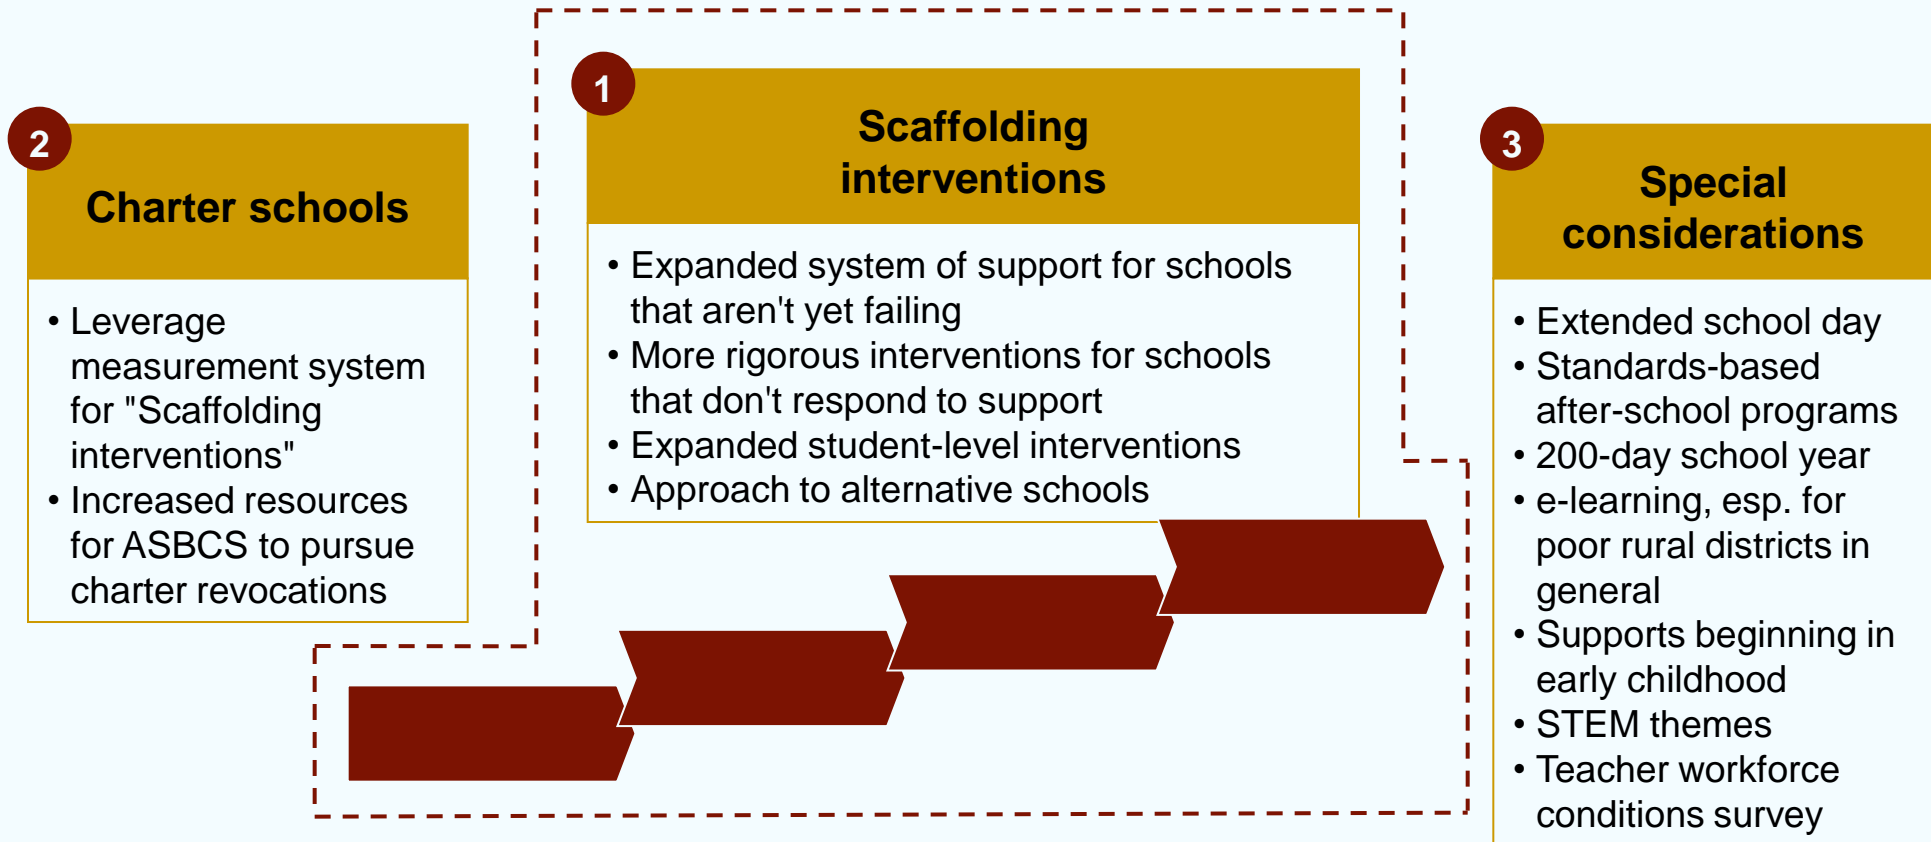 2
Charter schools
• Leverage
measurement system
for "Scaffolding
interventions"
• Increased resources
for ASBCS to pursue
charter revocations
1
Scaffolding
interventions
• Expanded system of support for schools
that aren't yet failing
• More rigorous interventions for schools
that don't respond to support
• Expanded student-level interventions
• Approach to alternative schools
3
Special
considerations
• Extended school day
• Standards-based
after-school programs
• 200-day school year
• e-learning, esp. for
poor rural districts in
general
• Supports beginning in
early childhood
• STEM themes
• Teacher workforce
conditions survey